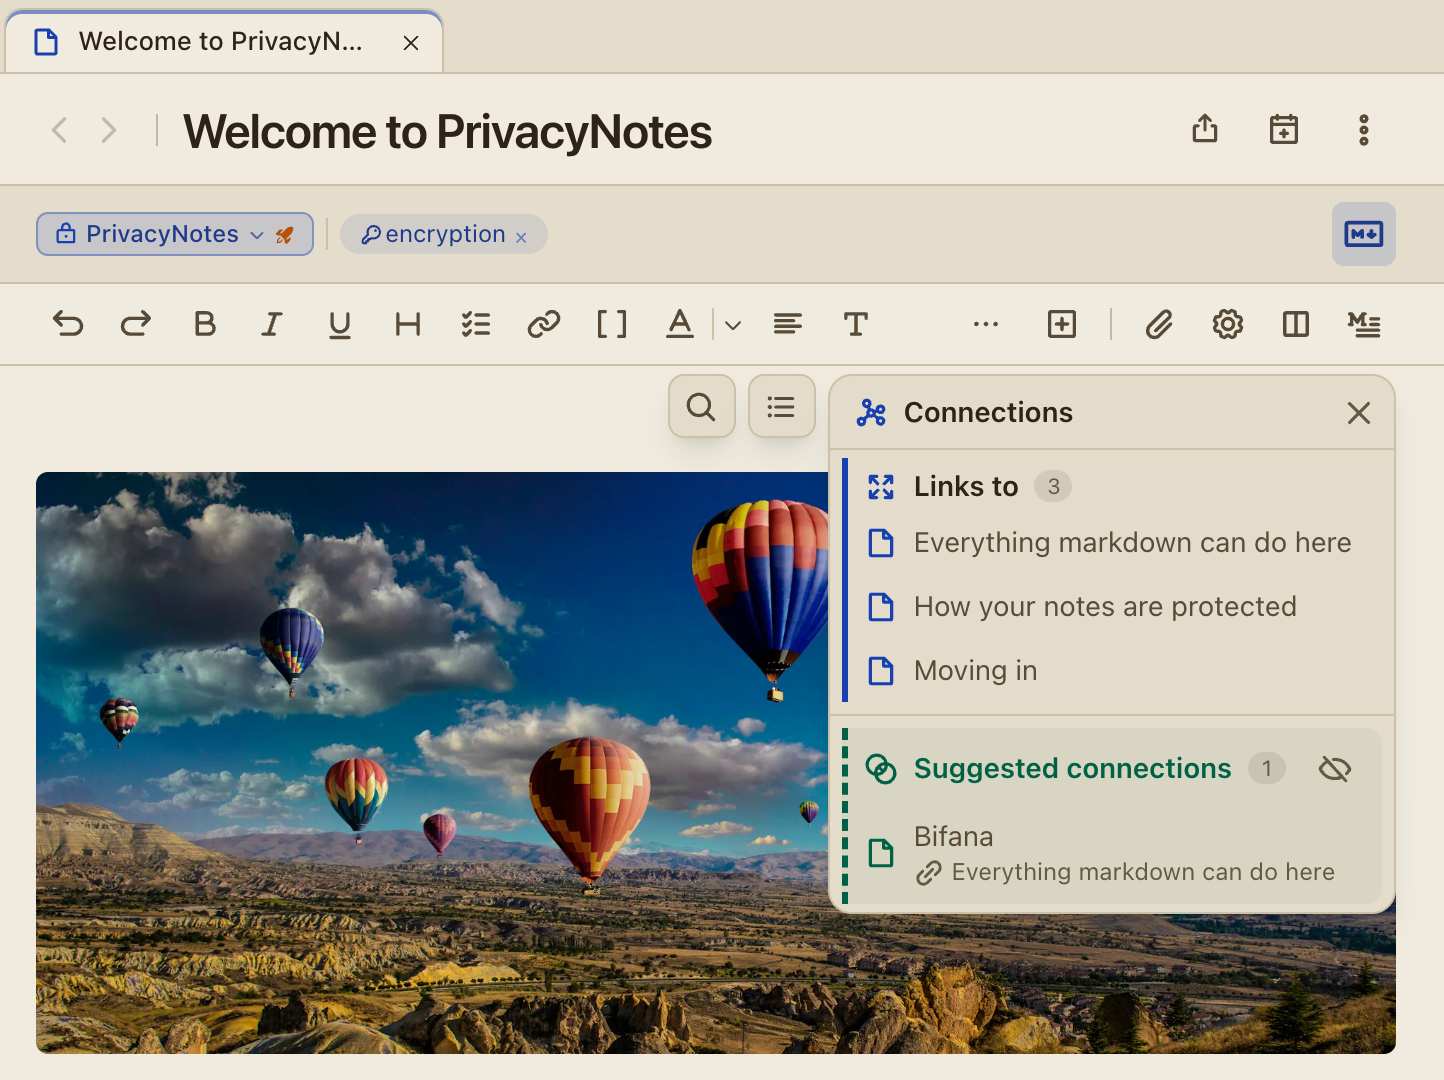 Welcome to PrivacyN...
Welcome to PrivacyNotes
PrivacyNotes
encryption
Connections
Links to 3
Everything markdown can do here
How your notes are protected
Moving in
Suggested connections 1
Bifana
Everything markdown can do here